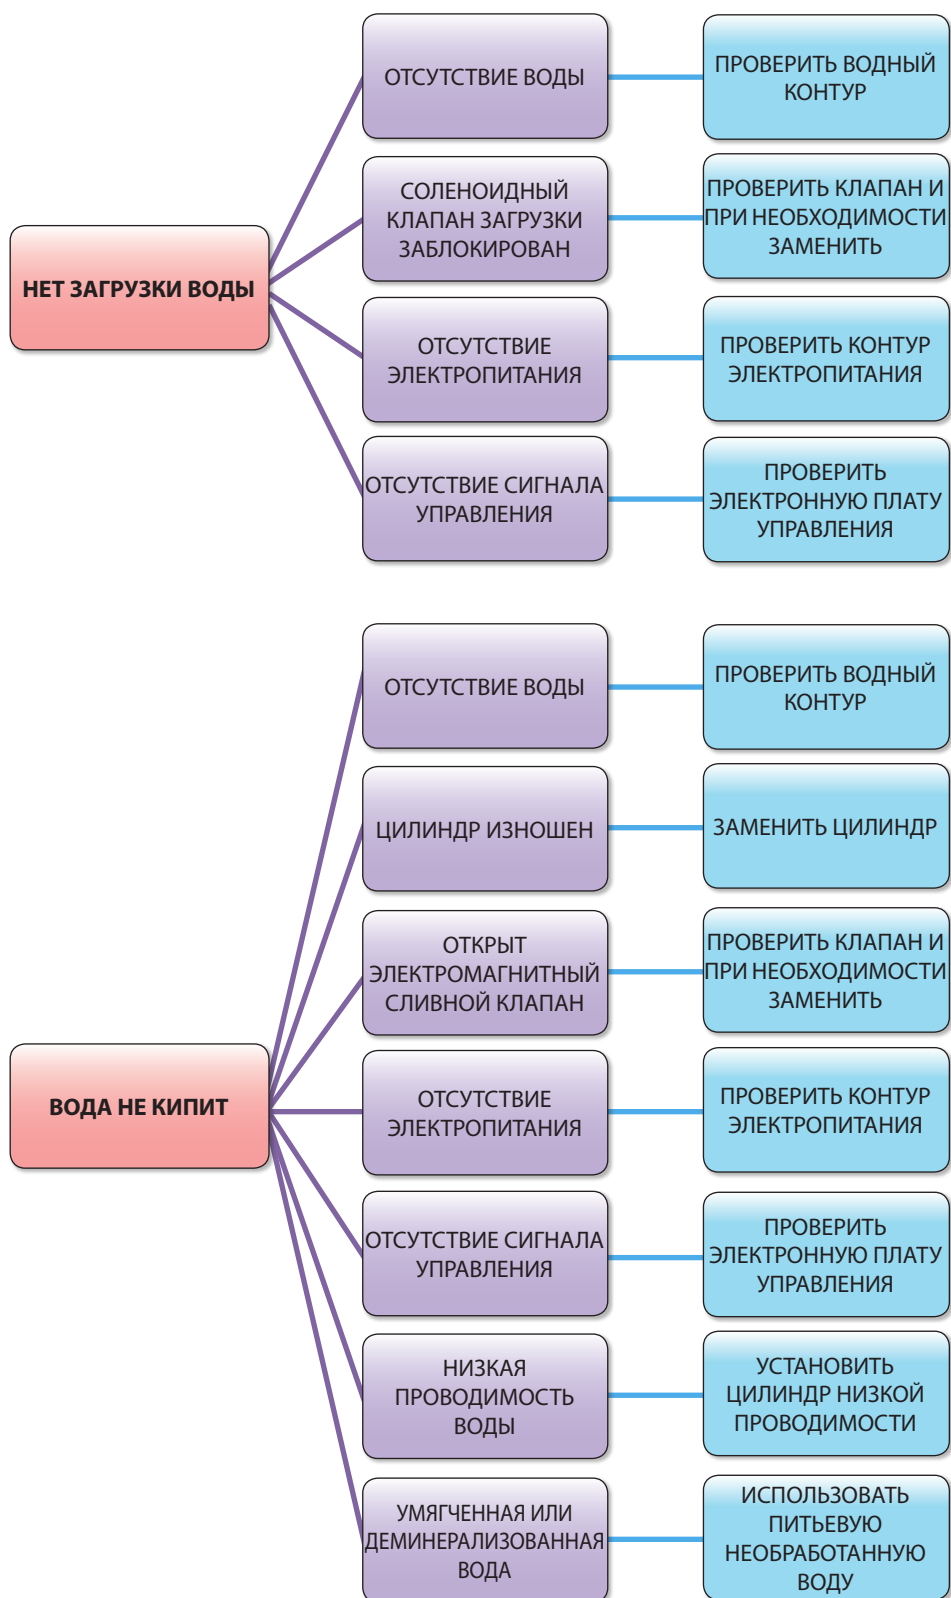 НЕТ ЗАГРУЗКИ ВОДЫ
ОТСУТСТВИЕ ВОДЫ
ПРОВЕРИТЬ ВОДНЫЙ
КОНТУР
СОЛЕНОИДНЫЙ
КЛАПАН ЗАГРУЗКИ
ЗАБЛОКИРОВАН
ПРОВЕРИТЬ КЛАПАН И
ПРИ НЕОБХОДИМОСТИ
ЗАМЕНИТЬ
ОТСУТСТВИЕ
ЭЛЕКТРОПИТАНИЯ
ПРОВЕРИТЬ КОНТУР
ЭЛЕКТРОПИТАНИЯ
ОТСУТСТВИЕ СИГНАЛА
УПРАВЛЕНИЯ
ПРОВЕРИТЬ
ЭЛЕКТРОННУЮ ПЛАТУ
УПРАВЛЕНИЯ
ВОДА НЕ КИПИТ
ОТСУТСТВИЕ ВОДЫ
ПРОВЕРИТЬ ВОДНЫЙ
КОНТУР
ЦИЛИНДР ИЗНОШЕН
ЗАМЕНИТЬ ЦИЛИНДР
ОТКРЫТ
ЭЛЕКТРОМАГНИТНЫЙ
СЛИВНОЙ КЛАПАН
ПРОВЕРИТЬ КЛАПАН И
ПРИ НЕОБХОДИМОСТИ
ЗАМЕНИТЬ
ОТСУТСТВИЕ
ЭЛЕКТРОПИТАНИЯ
ПРОВЕРИТЬ КОНТУР
ЭЛЕКТРОПИТАНИЯ
ОТСУТСТВИЕ СИГНАЛА
УПРАВЛЕНИЯ
ПРОВЕРИТЬ
ЭЛЕКТРОННУЮ ПЛАТУ
УПРАВЛЕНИЯ
НИЗКАЯ
ПРОВОДИМОСТЬ
ВОДЫ
УСТАНОВИТЬ
ЦИЛИНДР НИЗКОЙ
ПРОВОДИМОСТИ
УМЯГЧЕННАЯ ИЛИ
ДЕМИНЕРАЛИЗОВАННАЯ
ВОДА
ИСПОЛЬЗОВАТЬ
ПИТЬЕВУЮ
НЕОБРАБОТАННУЮ
ВОДУ